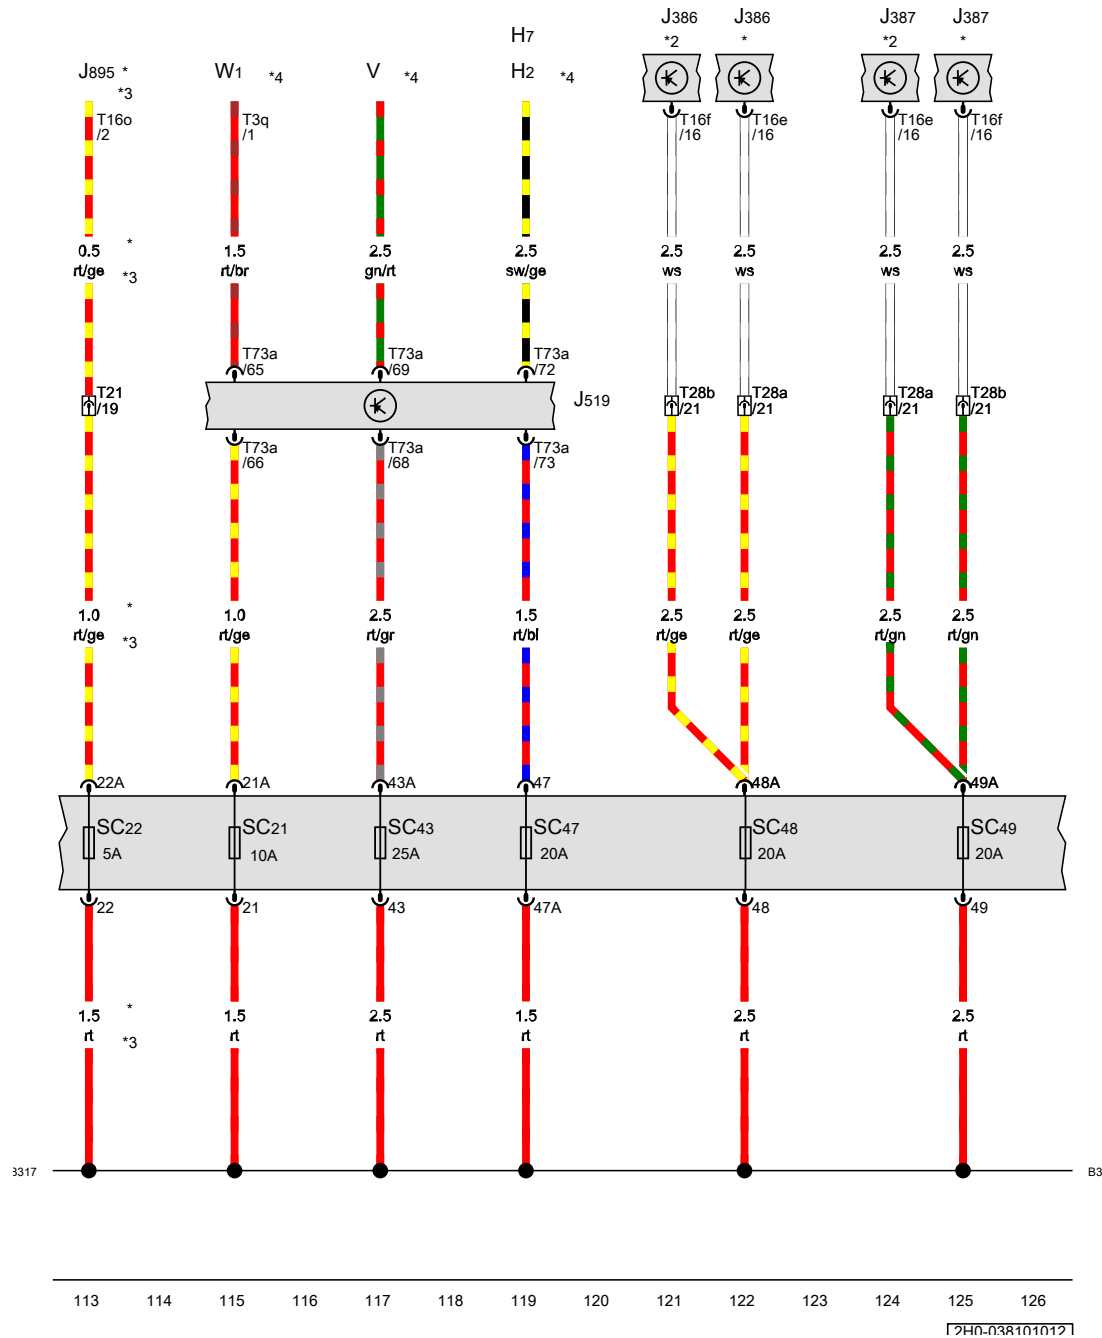 J386 J386 J387 J387
*2 * *2 *
H7
J895 * W1 *4 V *4 H2 *4
*3
T16o /2
T3q /1
T16f /16
T16e /16
T16e /16
T16f /16
0.5 * 1.5 2.5 2.5 2.5 2.5 2.5 2.5
rt/ge *3 rt/br gn/rt sw/ge ws ws ws ws
T73a /65
T73a /69
T73a /72
T21 /19
J519
T28b /21
T28a /21
T28a /21
T28b /21
T73a /66
T73a /68
T73a /73
1.0 * 1.0 2.5 1.5 2.5 2.5 2.5 2.5
rt/ge *3 rt/ge rt/gr rt/bl rt/ge rt/ge rt/gn rt/gn
22A 21A 43A 47 48A 49A
SC22 SC21 SC43 SC47 SC48 SC49
5A 10A 25A 20A 20A 20A
22 21 43 47A 48 49
1.5 * 1.5 2.5 1.5 2.5 2.5
rt *3 rt rt rt rt rt
317 B3
113 114 115 116 117 118 119 120 121 122 123 124 125 126
2H0-038101012